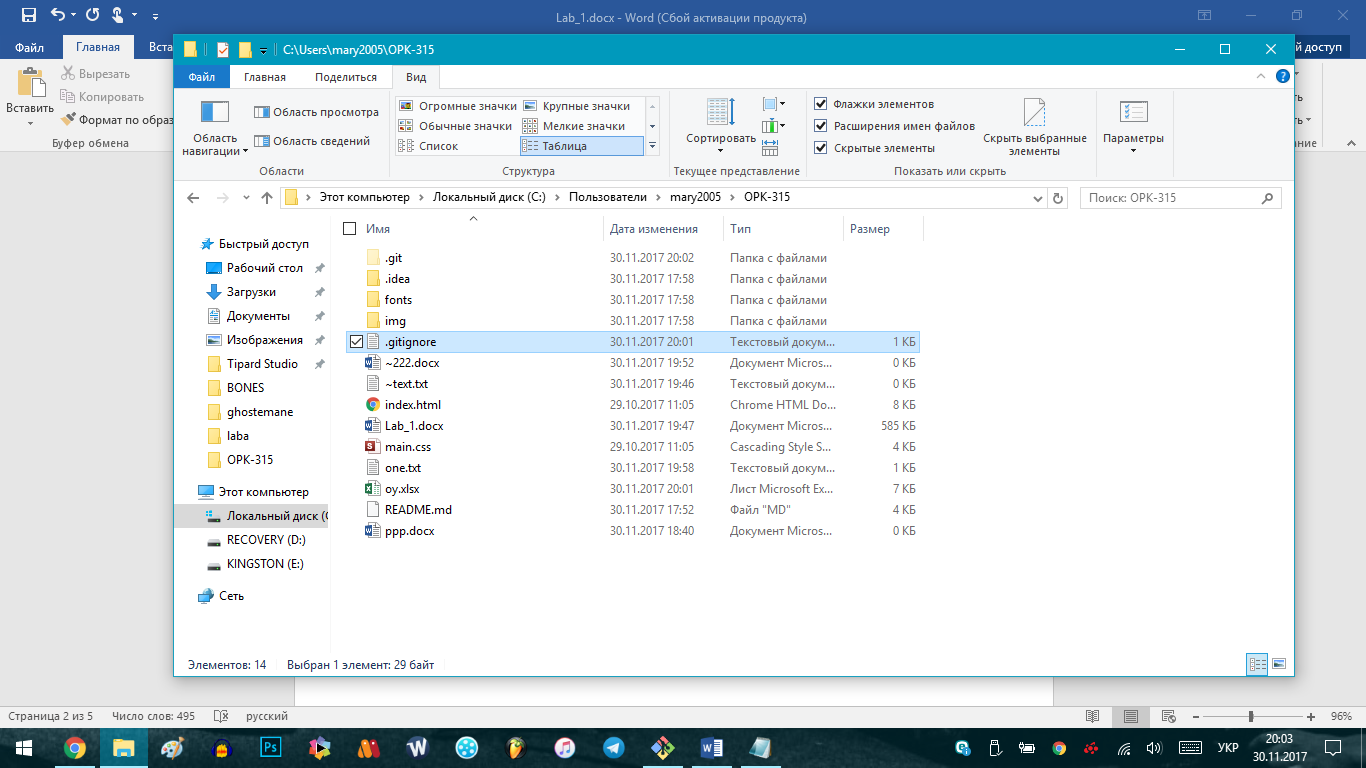 Lab_1.docx - Word (Сбой активации продукта)
Файл Главная Вста й доступ
Вставить
Вырезать
Копировать
Формат по образ
Буфер обмена
C:\Users\mary2005\ОРК-315
Файл Главная Поделиться Вид
Область навигации
Область просмотра
Область сведений
Области
Огромные значки Крупные значки
Обычные значки Мелкие значки
Список Таблица
Структура
Сортировать
Текущее представление
Флажки элементов
Расширения имен файлов
Скрытые элементы
Скрыть выбранные элементы
Показать или скрыть
Параметры
Этот компьютер Локальный диск (C:) Пользователи mary2005 ОРК-315
Поиск: ОРК-315
Быстрый доступ
Рабочий стол
Загрузки
Документы
Изображения
Tipard Studio
BONES
ghostemane
laba
ОРК-315
Этот компьютер
Локальный диск (
RECOVERY (D:)
KINGSTON (E:)
Сеть
Имя Дата изменения Тип Размер
.git 30.11.2017 20:02 Папка с файлами
.idea 30.11.2017 17:58 Папка с файлами
fonts 30.11.2017 17:58 Папка с файлами
img 30.11.2017 17:58 Папка с файлами
.gitignore 30.11.2017 20:01 Текстовый докум... 1 КБ
~222.docx 30.11.2017 19:52 Документ Micros... 0 КБ
~text.txt 30.11.2017 19:46 Текстовый докум... 0 КБ
index.html 29.10.2017 11:05 Chrome HTML Do... 8 КБ
Lab_1.docx 30.11.2017 19:47 Документ Micros... 585 КБ
main.css 29.10.2017 11:05 Cascading Style S... 4 КБ
one.txt 30.11.2017 19:58 Текстовый докум... 1 КБ
oy.xlsx 30.11.2017 20:01 Лист Microsoft Ex... 7 КБ
README.md 30.11.2017 17:52 Файл "MD" 4 КБ
ppp.docx 30.11.2017 18:40 Документ Micros... 0 КБ
Элементов: 14 Выбран 1 элемент: 29 байт
Страница 2 из 5 Число слов: 495 русский 96%
УКР
20:03
30.11.2017